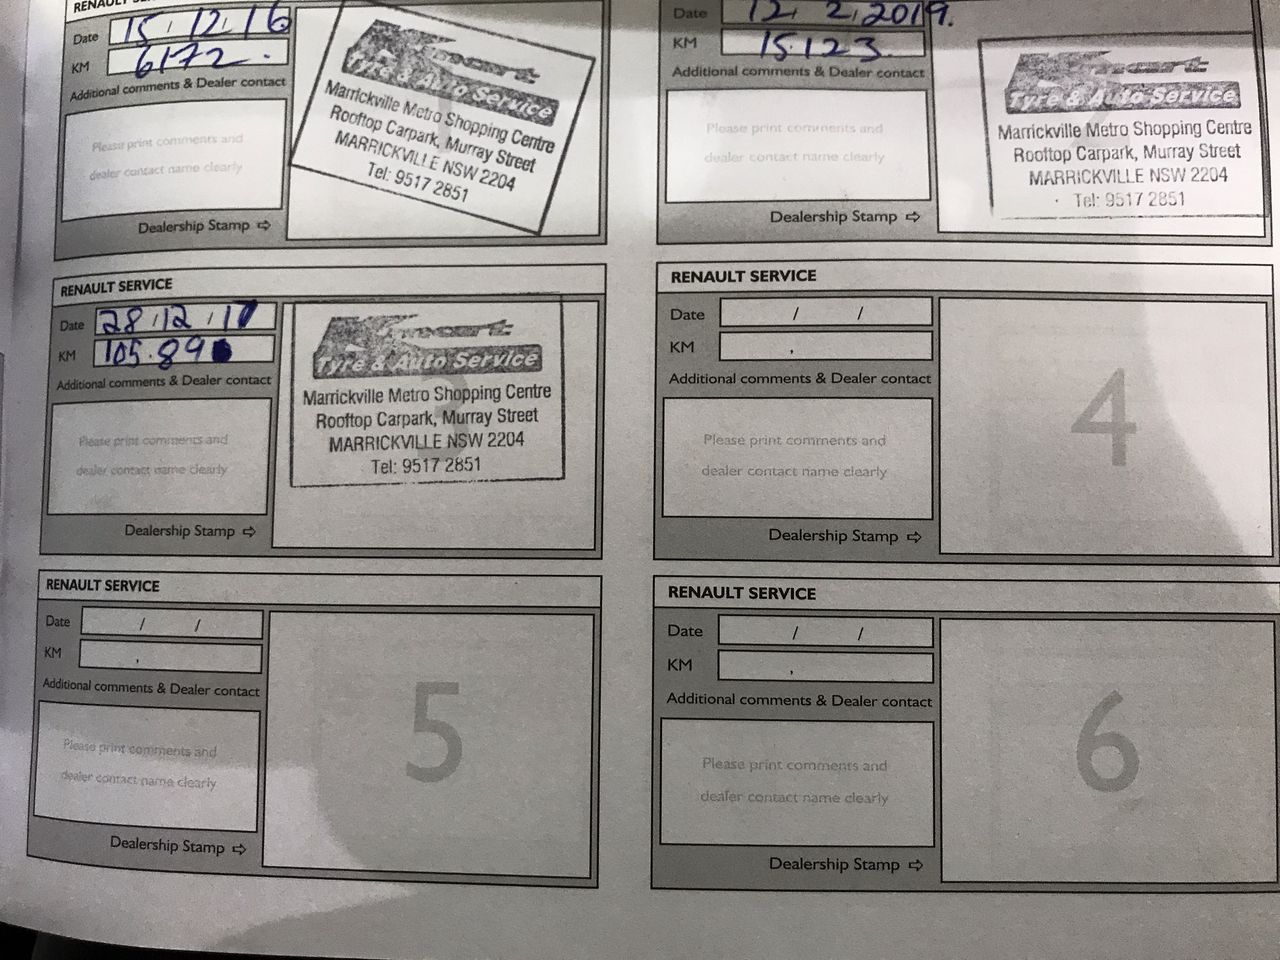 RENAULT SE
Date 15/12/16
KM 6172.
Additional comments & Dealer contact
Please print comments and
dealer contact name clearly
Dealership Stamp ⇨
Kmart
Tyre & Auto Service
Marrickville Metro Shopping Centre
Rooftop Carpark, Murray Street
MARRICKVILLE NSW 2204
Tel: 9517 2851
Date 12/2/2019.
KM 15.123
Additional comments & Dealer contact
Please print comments and
dealer contact name clearly
Dealership Stamp ⇨
Kmart
Tyre & Auto Service
Marrickville Metro Shopping Centre
Rooftop Carpark, Murray Street
MARRICKVILLE NSW 2204
Tel: 9517 2851
RENAULT SERVICE
Date 28/12/17
KM 105.89
Additional comments & Dealer contact
Please print comments and
dealer contact name clearly
Dealership Stamp ⇨
3
Kmart
Tyre & Auto Service
Marrickville Metro Shopping Centre
Rooftop Carpark, Murray Street
MARRICKVILLE NSW 2204
Tel: 9517 2851
RENAULT SERVICE
Date / /
KM ,
Additional comments & Dealer contact
Please print comments and
dealer contact name clearly
Dealership Stamp ⇨
4
RENAULT SERVICE
Date / /
KM ,
Additional comments & Dealer contact
Please print comments and
dealer contact name clearly
Dealership Stamp ⇨
5
RENAULT SERVICE
Date / /
KM ,
Additional comments & Dealer contact
Please print comments and
dealer contact name clearly
Dealership Stamp ⇨
6